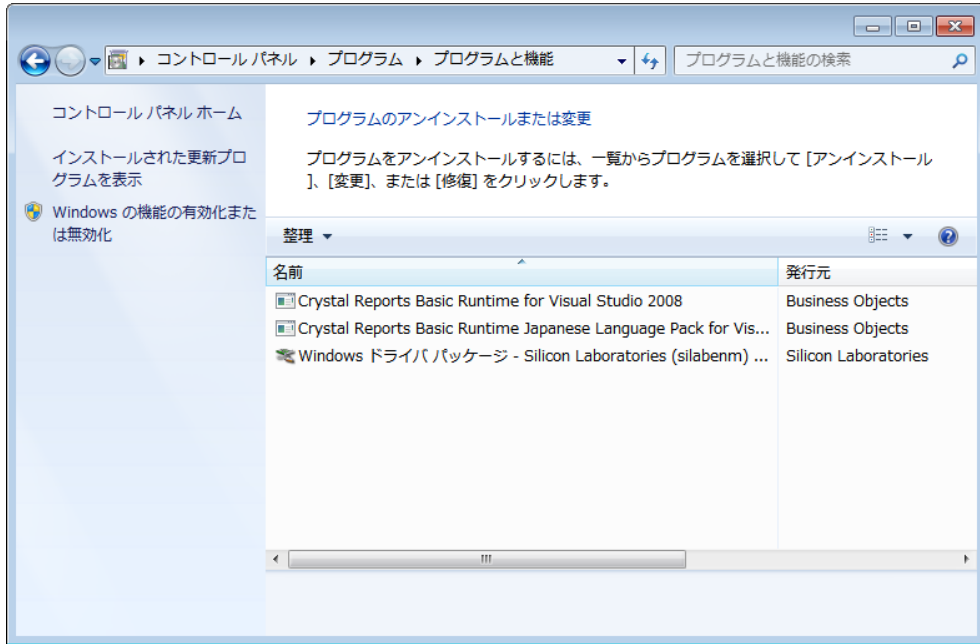 コントロール パネル プログラム プログラムと機能
プログラムと機能の検索
コントロール パネル ホーム
インストールされた更新プロ
グラムを表示
Windows の機能の有効化また
は無効化
プログラムのアンインストールまたは変更
プログラムをアンインストールするには、一覧からプログラムを選択して [アンインストール
]、[変更]、または [修復] をクリックします。
整理
名前 発行元
Crystal Reports Basic Runtime for Visual Studio 2008 Business Objects
Crystal Reports Basic Runtime Japanese Language Pack for Vis... Business Objects
Windows ドライバ パッケージ - Silicon Laboratories (silabenm) ... Silicon Laboratories